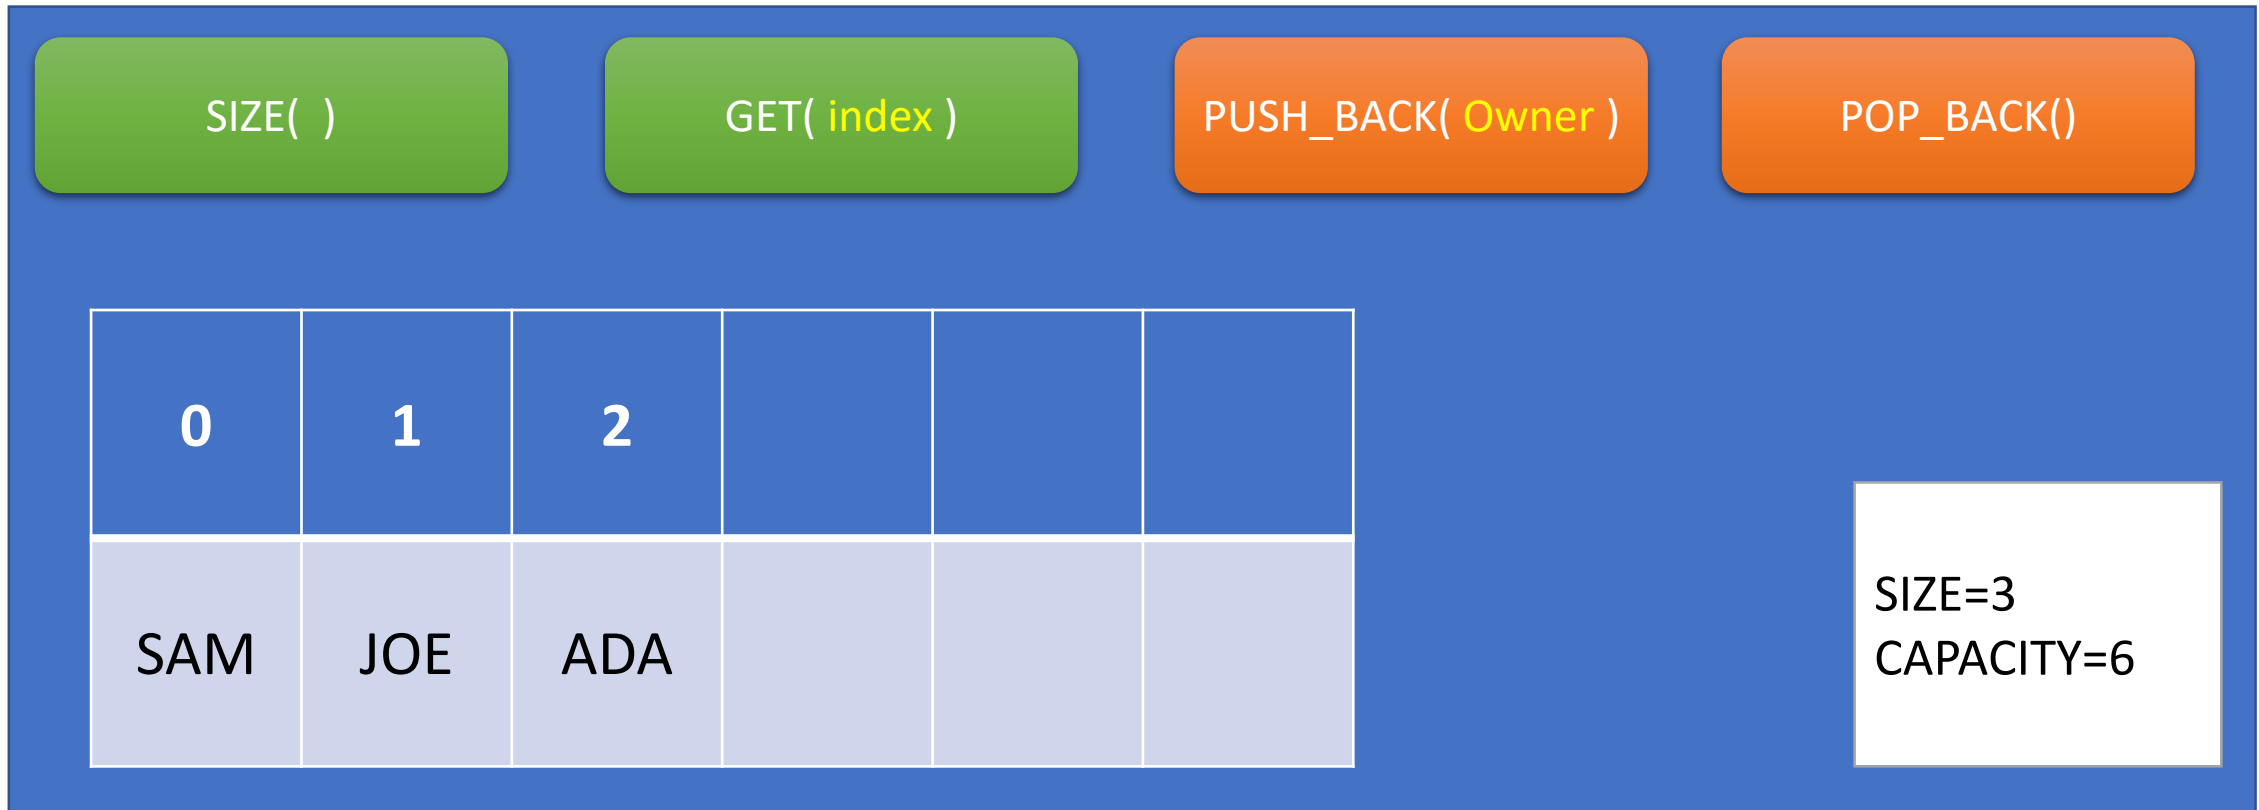 SIZE( )
GET( index )
PUSH_BACK( Owner )
POP_BACK()
0 1 2
SAM JOE ADA
SIZE=3
CAPACITY=6